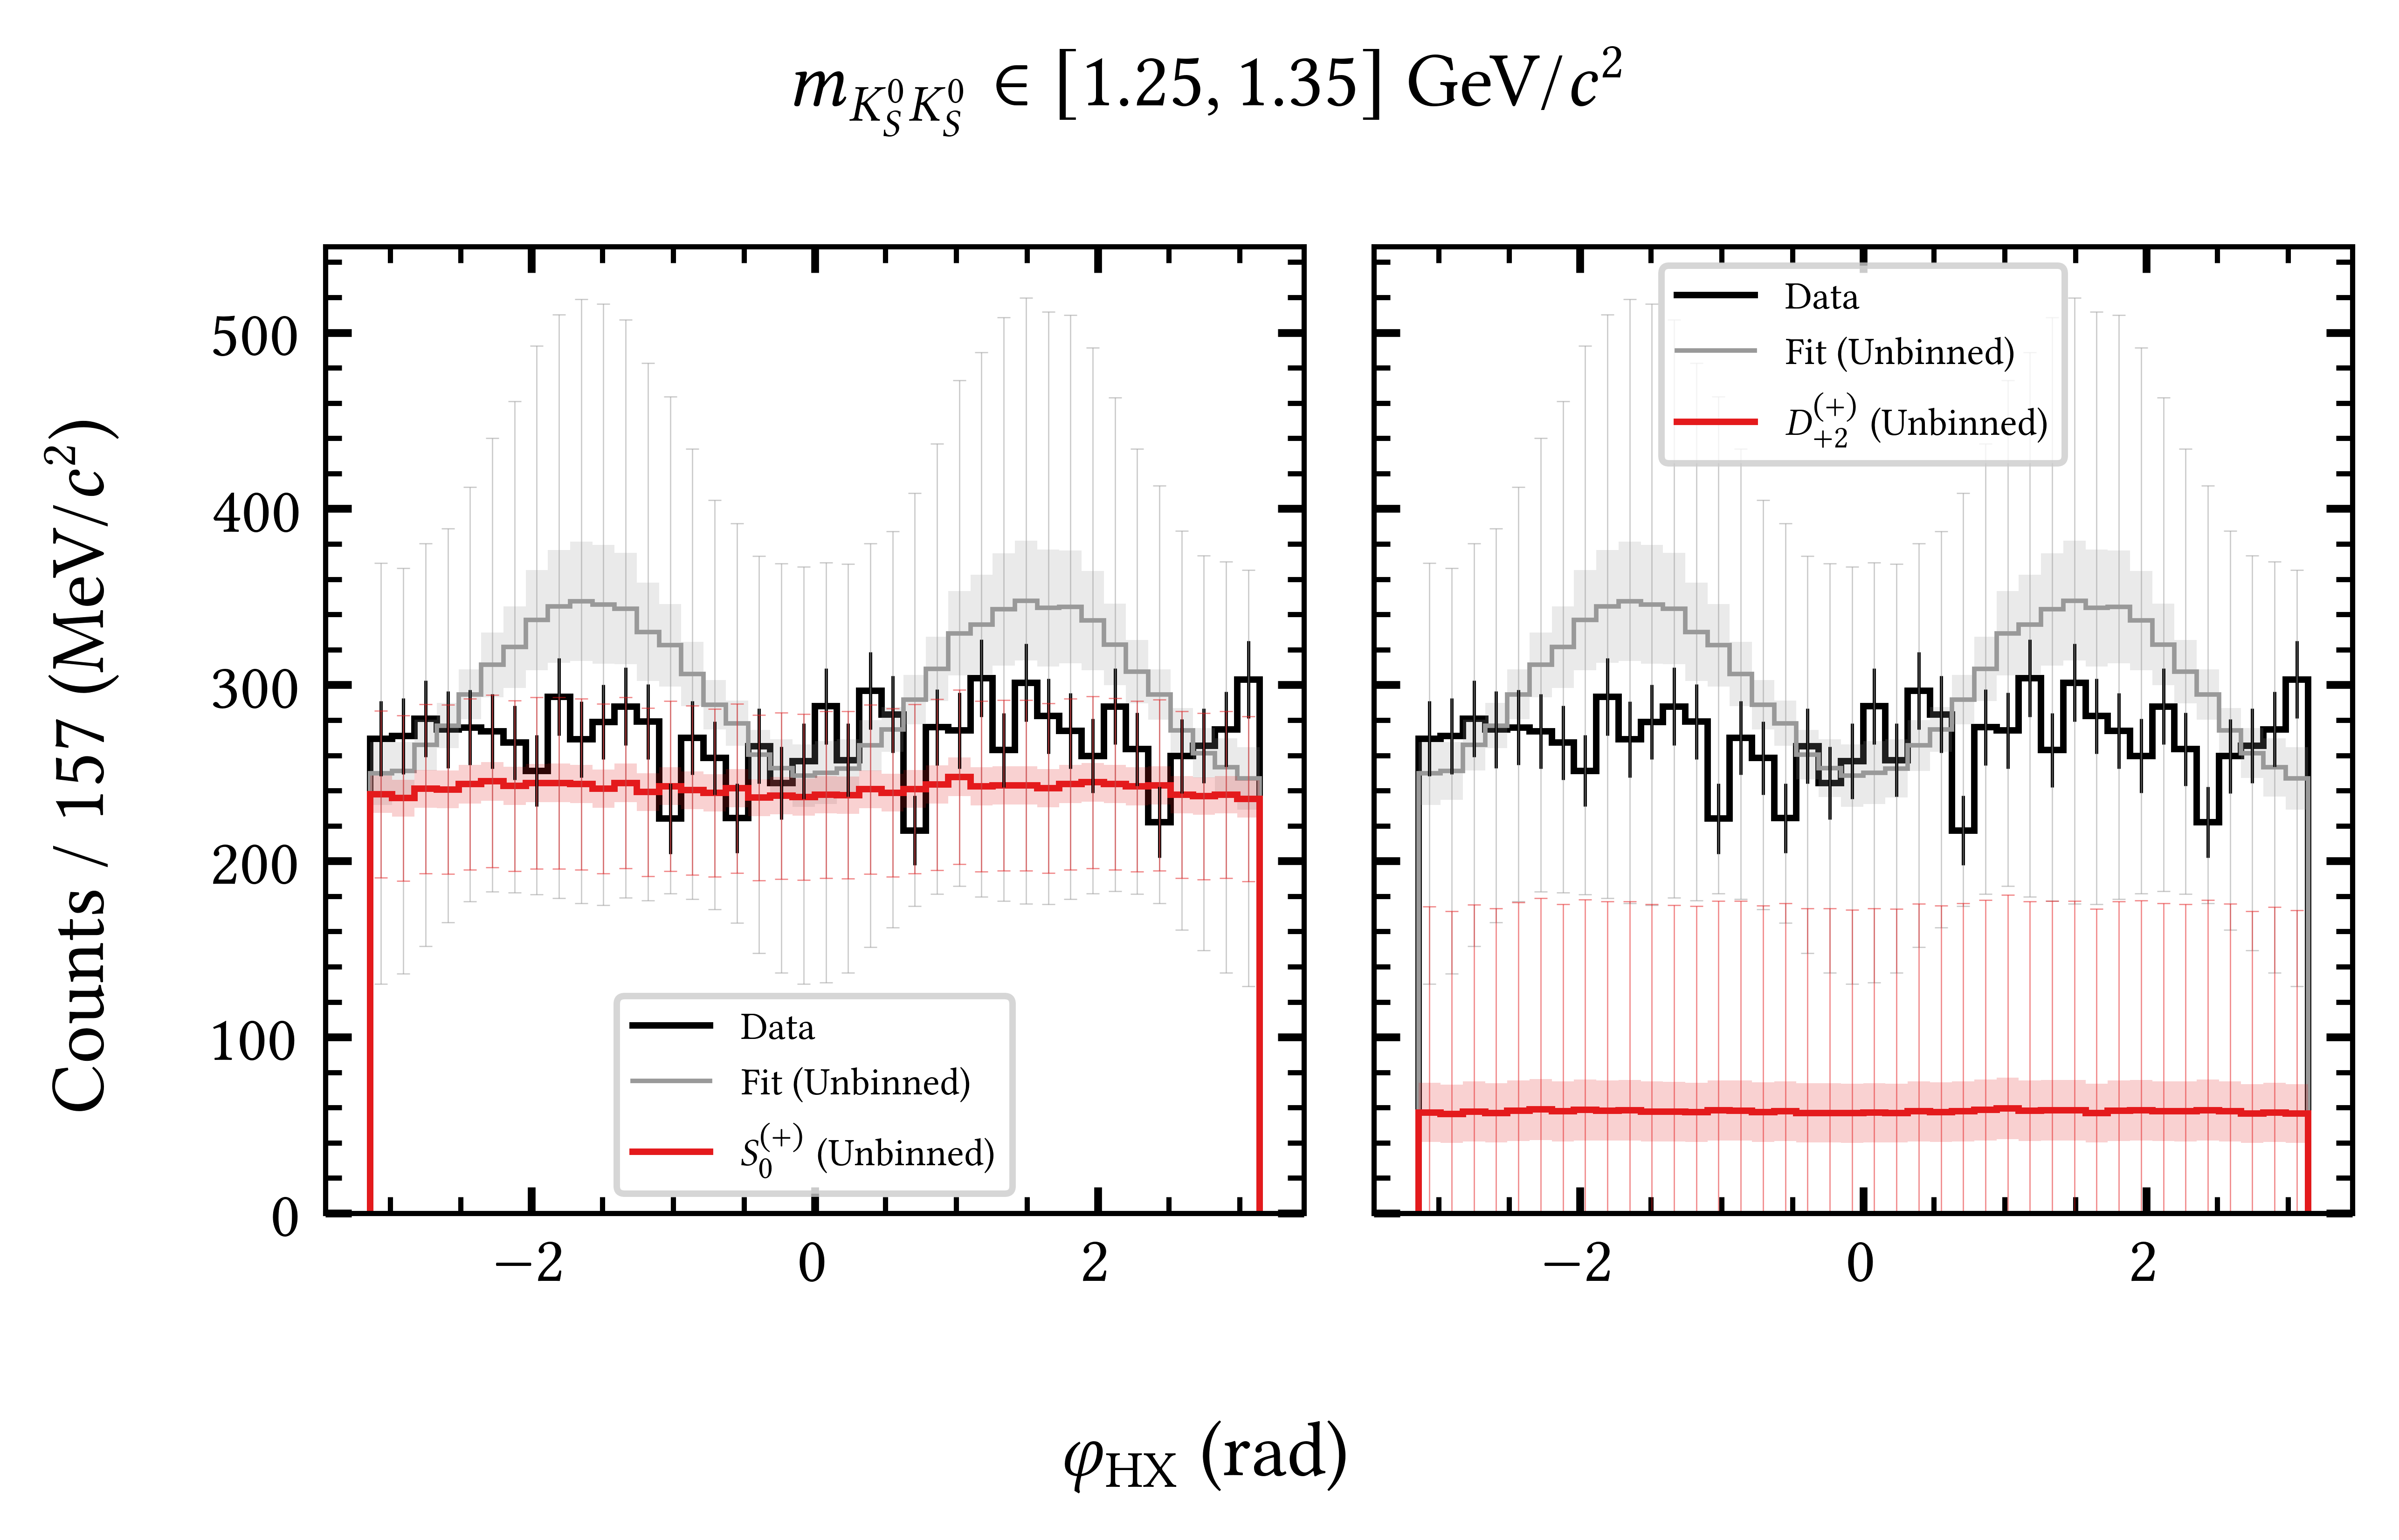 m_{K_S^0 K_S^0} ∈ [1.25, 1.35] GeV/c²
Counts / 157 (MeV/c²)
500
400
300
200
100
0
Data
Fit (Unbinned)
S_0^{(+)} (Unbinned)
−2 0 2
Data
Fit (Unbinned)
D_{+2}^{(+)} (Unbinned)
−2 0 2
φ_{HX} (rad)